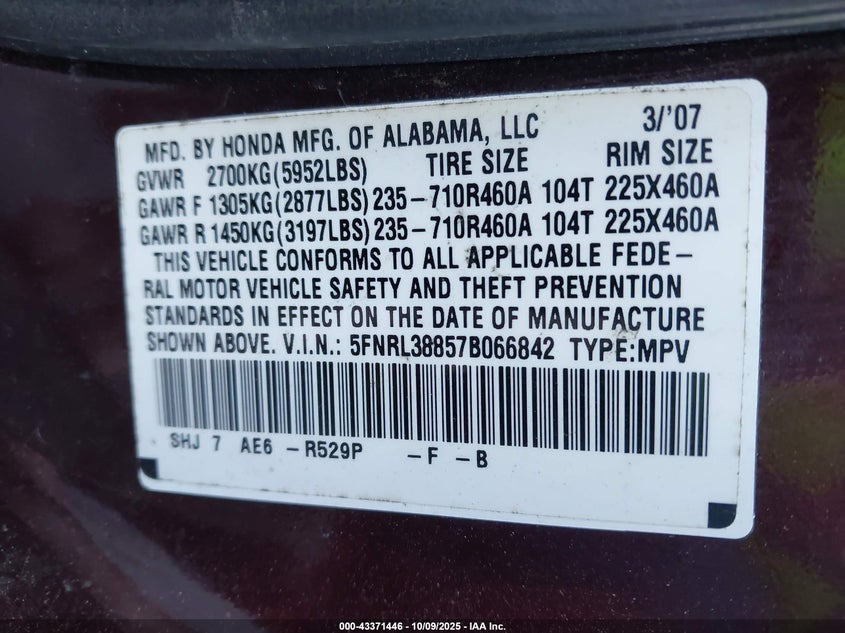 MFD. BY HONDA MFG. OF ALABAMA, LLC 3/'07
GVWR 2700KG(5952LBS) TIRE SIZE RIM SIZE
GAWR F 1305KG(2877LBS) 235-710R460A 104T 225X460A
GAWR R 1450KG(3197LBS) 235-710R460A 104T 225X460A
THIS VEHICLE CONFORMS TO ALL APPLICABLE FEDE-
RAL MOTOR VEHICLE SAFETY AND THEFT PREVENTION
STANDARDS IN EFFECT ON THE DATE OF MANUFACTURE
SHOWN ABOVE. V.I.N.: 5FNRL38857B066842 TYPE:MPV
SHJ 7 AE6 -R529P -F -B
000-43371446 - 10/09/2025 - IAA Inc.